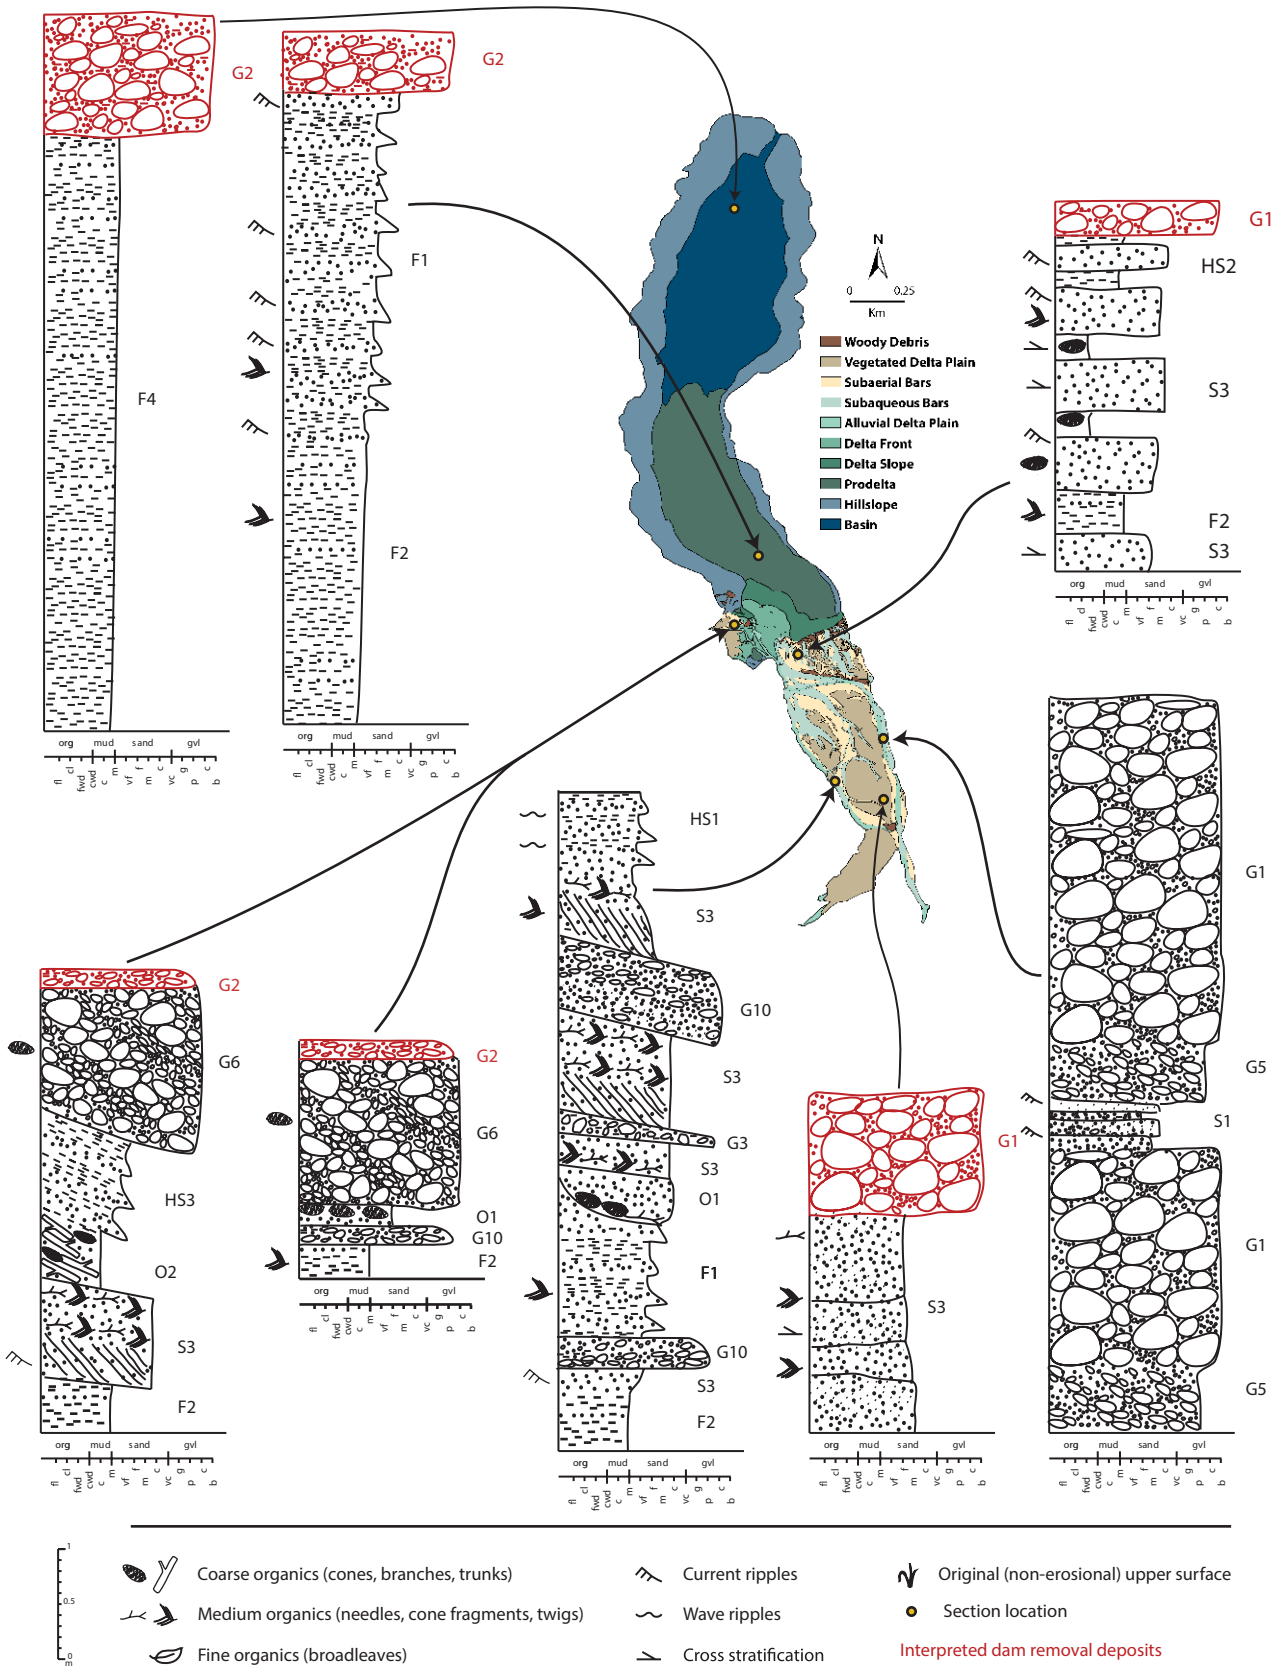 G2
F4
org mud sand gvl
fl cl fwd cwd c m vf f m c vc g p c b
G2
F1
F2
org mud sand gvl
fl cl fwd cwd c m vf f m c vc g p c b
N
0 0.25
Km
Woody Debris
Vegetated Delta Plain
Subaerial Bars
Subaqueous Bars
Alluvial Delta Plain
Delta Front
Delta Slope
Prodelta
Hillslope
Basin
G1
HS2
S3
F2
S3
org mud sand gvl
fl cl fwd cwd c m vf f m c vc g p c b
G2
G6
HS3
O2
S3
F2
org mud sand gvl
fl cl fwd cwd c m vf f m c vc g p c b
G2
G6
O1
G10
F2
org mud sand gvl
fl cl fwd cwd c m vf f m c vc g p c b
HS1
S3
G10
S3
G3
S3
O1
F1
G10
S3
F2
org mud sand gvl
fl cl fwd cwd c m vf f m c vc g p c b
G1
S3
org mud sand gvl
fl cl fwd cwd c m vf f m c vc g p c b
G1
G5
S1
G1
G5
org mud sand gvl
fl cl fwd cwd c m vf f m c vc g p c b
1
0.5
0
m
Coarse organics (cones, branches, trunks)
Medium organics (needles, cone fragments, twigs)
Fine organics (broadleaves)
Current ripples
Wave ripples
Cross stratification
Original (non-erosional) upper surface
Section location
Interpreted dam removal deposits